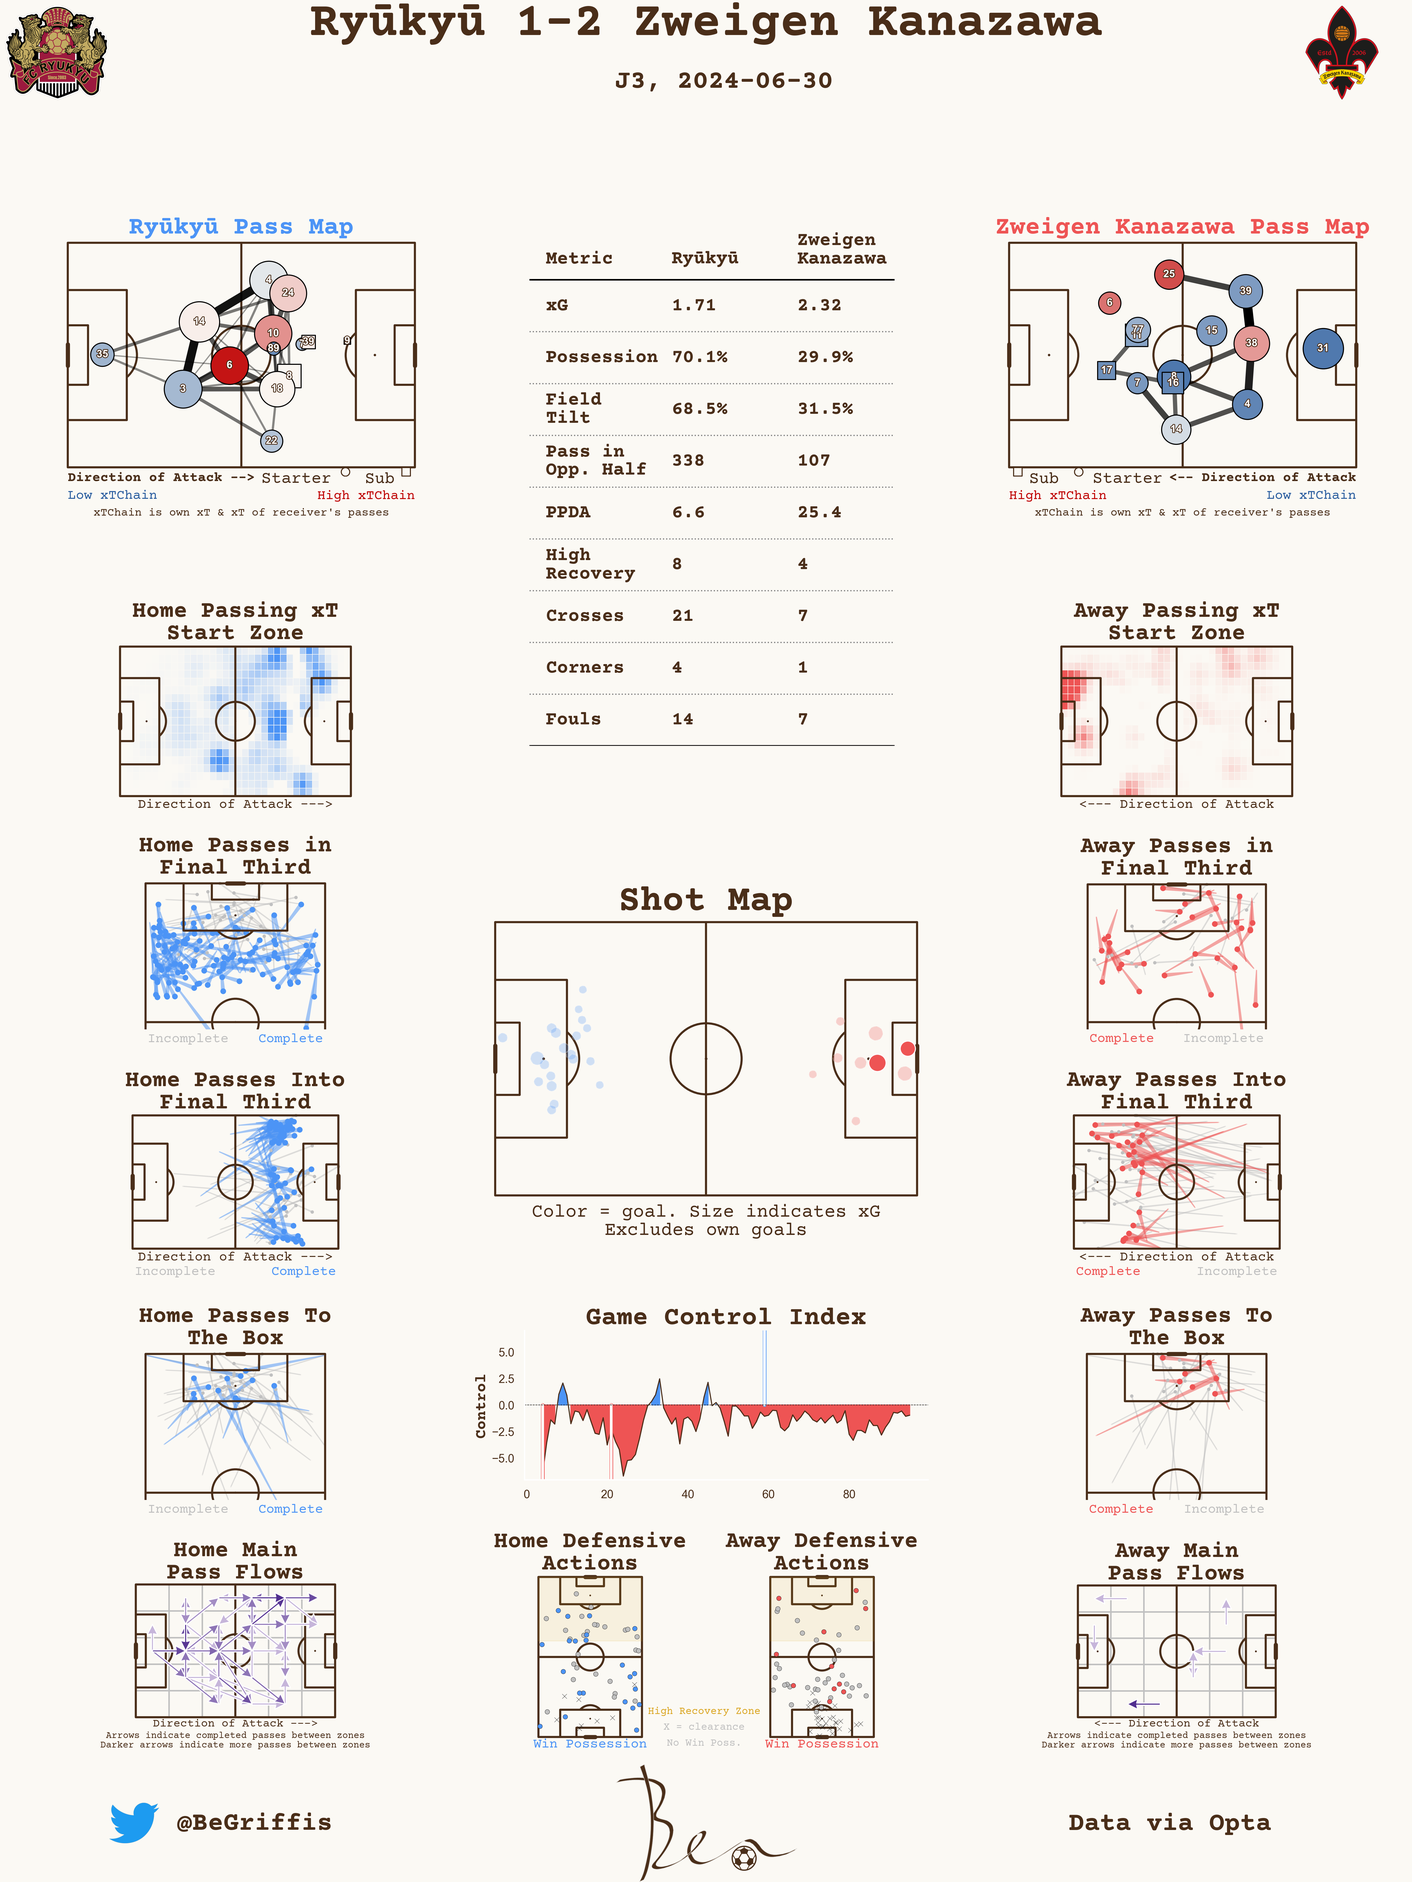 Ryūkyū 1-2 Zweigen Kanazawa
J3, 2024-06-30
FC RYUKYU
Zweigen Kanazawa
Ryūkyū Pass Map
4
24
14
10
89
39
9
35
6
8
3
18
22
Direction of Attack --> Starter Sub
Low xTChain High xTChain
xTChain is own xT & xT of receiver's passes
Metric Ryūkyū Zweigen Kanazawa
xG 1.71 2.32
Possession 70.1% 29.9%
Field Tilt 68.5% 31.5%
Pass in Opp. Half 338 107
PPDA 6.6 25.4
High Recovery 8 4
Crosses 21 7
Corners 4 1
Fouls 14 7
Zweigen Kanazawa Pass Map
25
39
6
77
11
15
38
31
17
7
8
16
4
14
Sub Starter <-- Direction of Attack
High xTChain Low xTChain
xTChain is own xT & xT of receiver's passes
Home Passing xT
Start Zone
Direction of Attack --->
Away Passing xT
Start Zone
<--- Direction of Attack
Home Passes in
Final Third
Incomplete Complete
Away Passes in
Final Third
Complete Incomplete
Shot Map
Color = goal. Size indicates xG
Excludes own goals
Home Passes Into
Final Third
Direction of Attack --->
Incomplete Complete
Away Passes Into
Final Third
<--- Direction of Attack
Complete Incomplete
Home Passes To
The Box
Incomplete Complete
Game Control Index
Control
5.0
2.5
0.0
−2.5
−5.0
0 20 40 60 80
Away Passes To
The Box
Complete Incomplete
Home Main
Pass Flows
Direction of Attack --->
Arrows indicate completed passes between zones
Darker arrows indicate more passes between zones
Home Defensive
Actions
Win Possession
Away Defensive
Actions
Win Possession
High Recovery Zone
X = clearance
No Win Poss.
Away Main
Pass Flows
<--- Direction of Attack
Arrows indicate completed passes between zones
Darker arrows indicate more passes between zones
@BeGriffis
Ben
Data via Opta